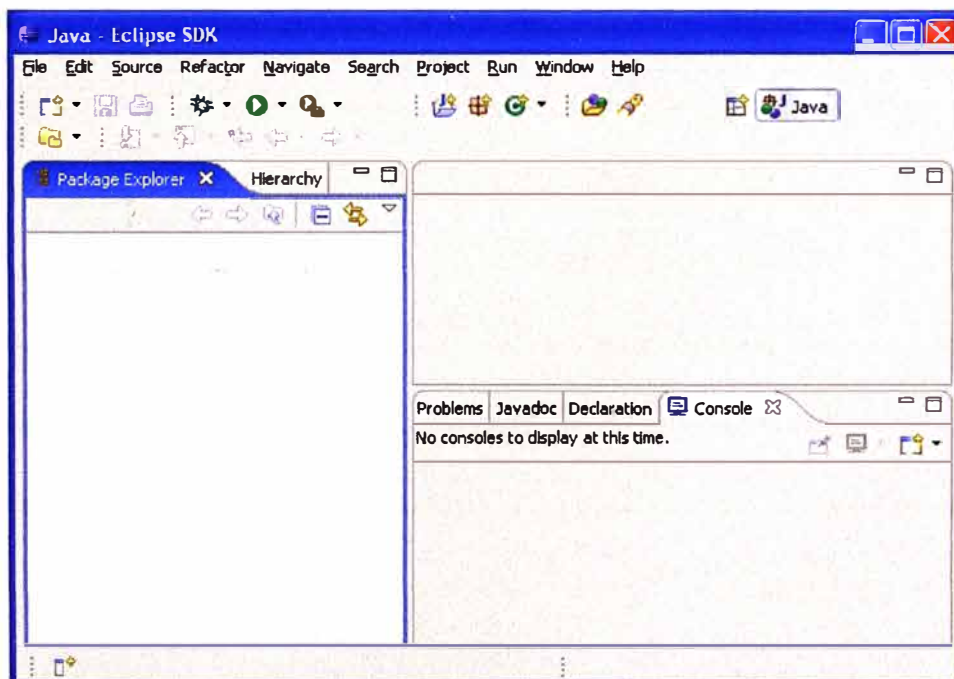 Java - Eclipse SDK
File Edit Source Refactor Navigate Search Project Run Window Help
Java
Package Explorer Hierarchy
Problems Javadoc Declaration Console
No consoles to display at this time.